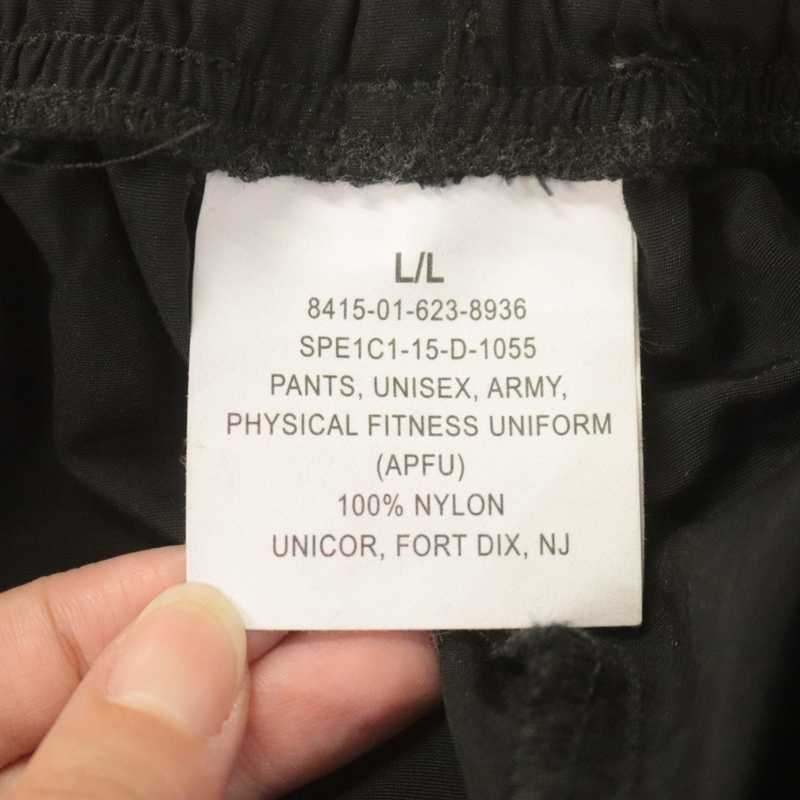 L/L
8415-01-623-8936
SPE1C1-15-D-1055
PANTS, UNISEX, ARMY,
PHYSICAL FITNESS UNIFORM
(APFU)
100% NYLON
UNICOR, FORT DIX, NJ